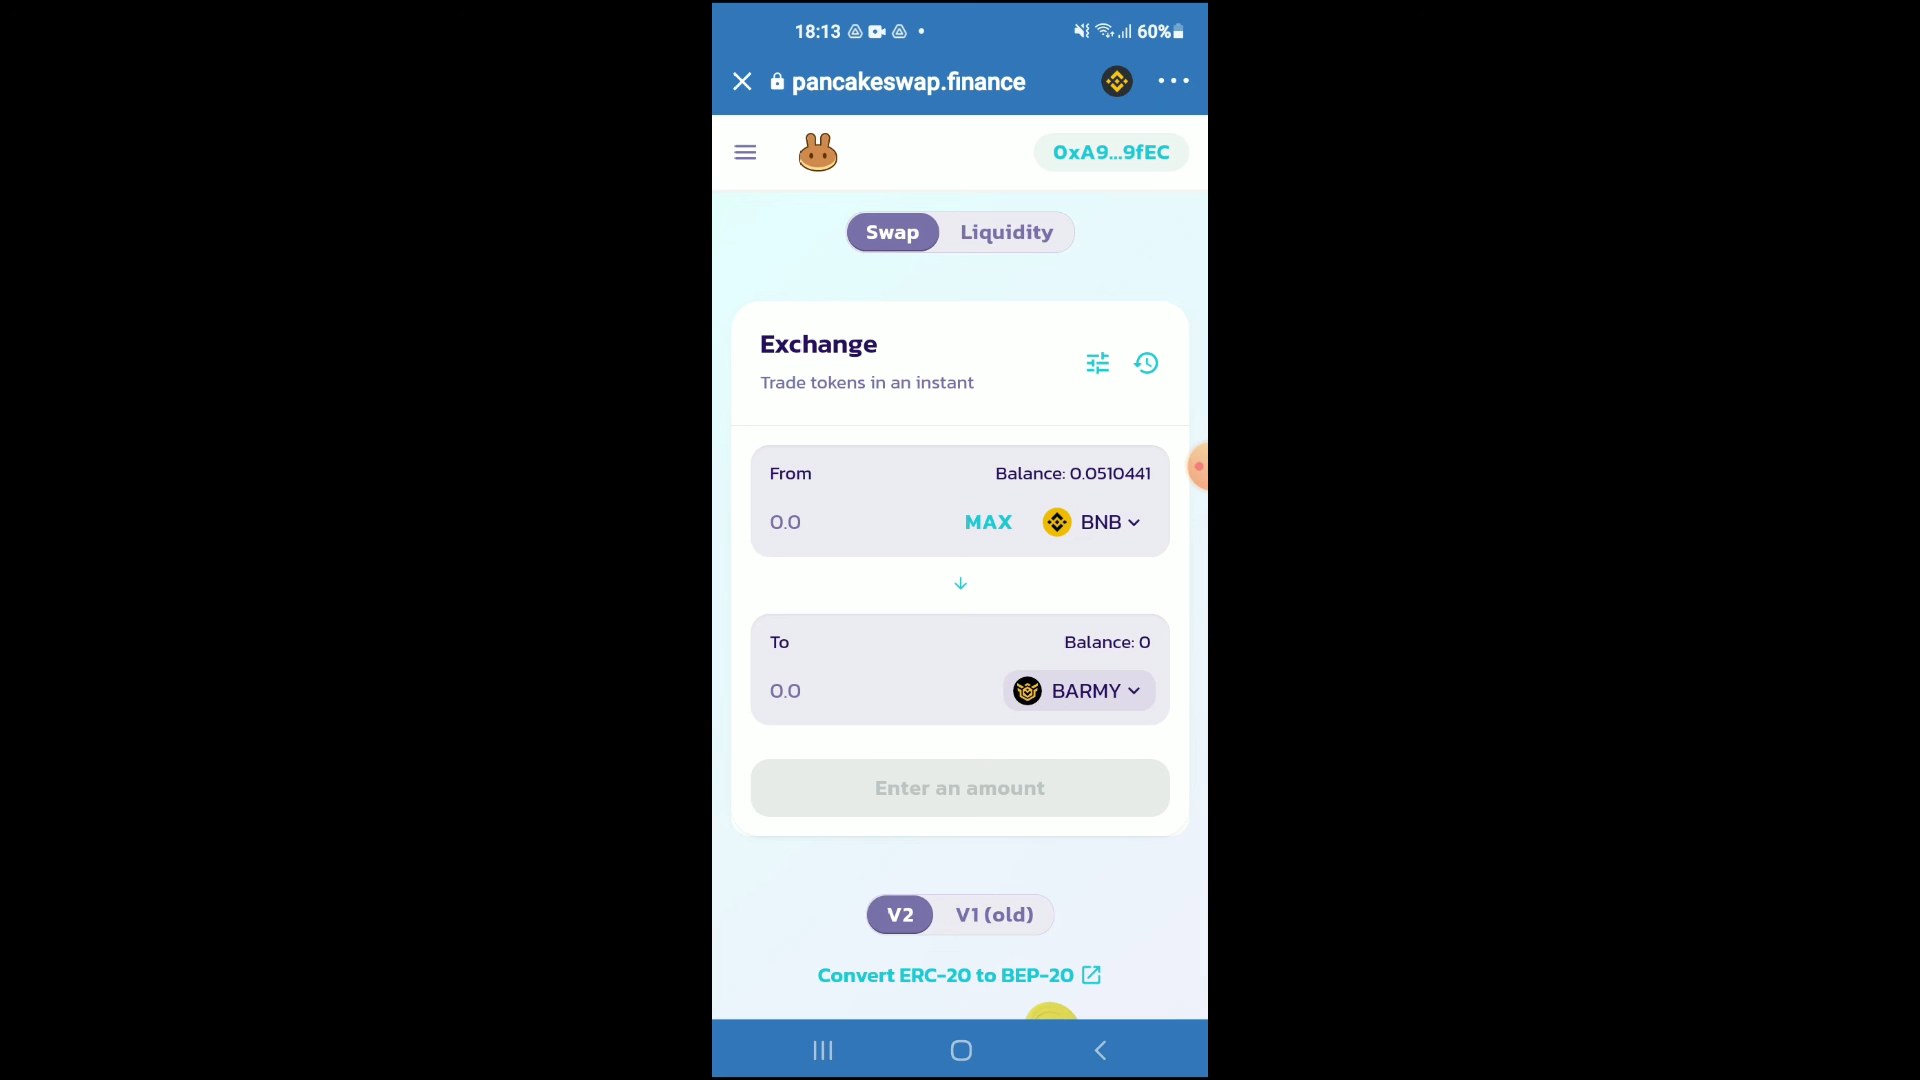 18:13 60%
pancakeswap.finance
0xA9...9fEC
Swap Liquidity
Exchange
Trade tokens in an instant
From Balance: 0.0510441
0.0 MAX BNB
To Balance: 0
0.0 BARMY
Enter an amount
V2 V1 (old)
Convert ERC-20 to BEP-20